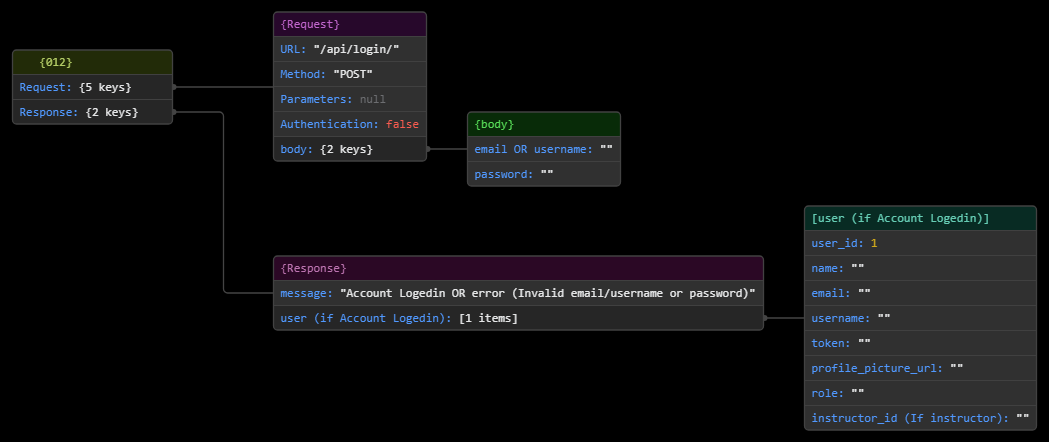 {012}
Request: {5 keys}
Response: {2 keys}
{Request}
URL: "/api/login/"
Method: "POST"
Parameters: null
Authentication: false
body: {2 keys}
{body}
email OR username: ""
password: ""
{Response}
message: "Account Logedin OR error (Invalid email/username or password)"
user (if Account Logedin): [1 items]
[user (if Account Logedin)]
user_id: 1
name: ""
email: ""
username: ""
token: ""
profile_picture_url: ""
role: ""
instructor_id (If instructor): ""